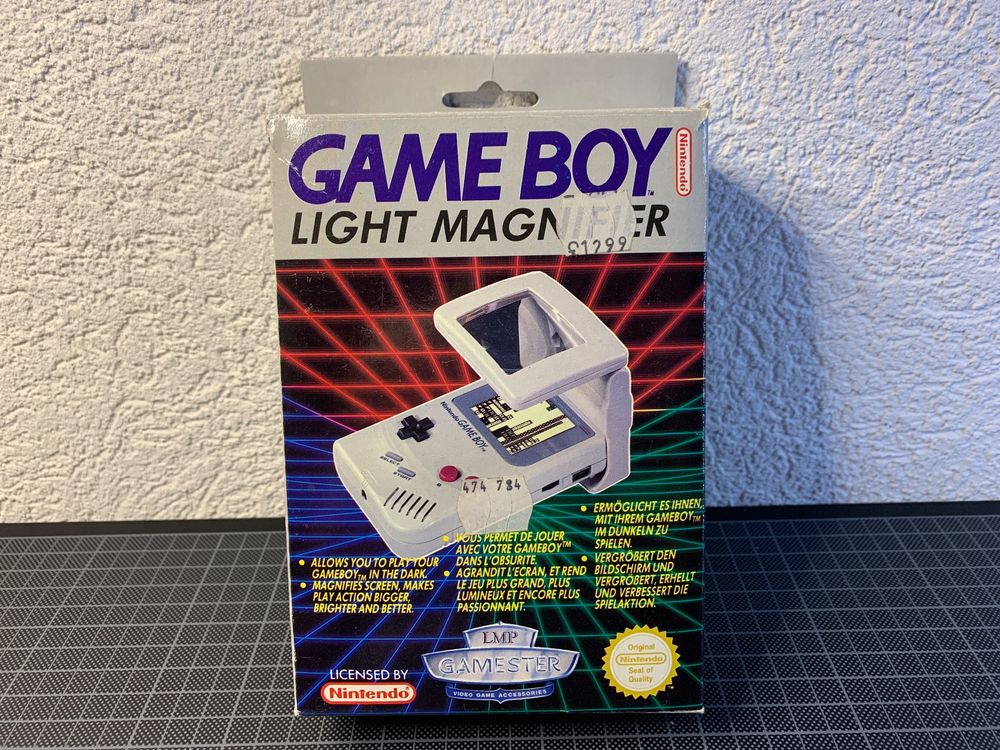 GAME BOY™
Nintendo
LIGHT MAGNIFIER
£1299
Nintendo GAME BOY™
SELECT
START
B
474 784
• ALLOWS YOU TO PLAY YOUR
GAMEBOY™ IN THE DARK.
• MAGNIFIES SCREEN, MAKES
PLAY ACTION BIGGER,
BRIGHTER AND BETTER.
• VOUS PERMET DE JOUER
AVEC VOTRE GAMEBOY™
DANS L'OBSURITE.
• AGRANDIT L'ECRAN, ET REND
LE JEU PLUS GRAND, PLUS
LUMINEUX ET ENCORE PLUS
PASSIONNANT.
• ERMÖGLICHT ES IHNEN,
MIT IHREM GAMEBOY™
IM DUNKELN ZU
SPIELEN.
• VERGRÖBERT DEN
BILDSCHIRM UND
VERGRÖBERT, ERHELLT
UND VERBESSERT DIE
SPIELAKTION.
LICENSED BY
Nintendo
LMP
GAMESTER
VIDEO GAME ACCESSORIES
Original
Nintendo
Seal of
Quality